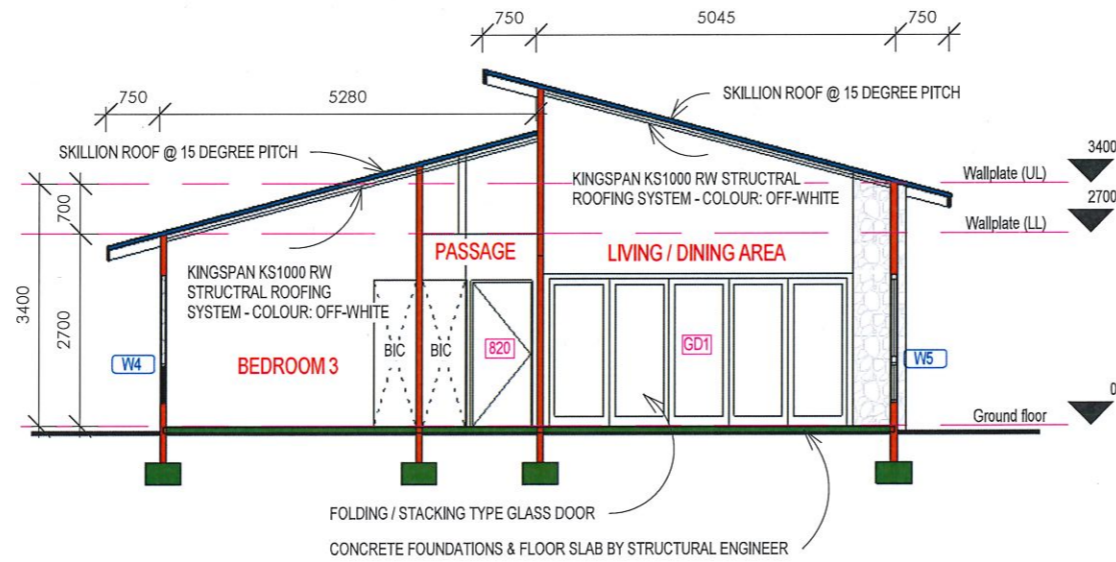 750
5045
750
750
5280
SKILLION ROOF @ 15 DEGREE PITCH
SKILLION ROOF @ 15 DEGREE PITCH
3400
Wallplate (UL)
KINGSPAN KS1000 RW STRUCTRAL
ROOFING SYSTEM - COLOUR: OFF-WHITE
2700
Wallplate (LL)
700
3400
2700
PASSAGE
LIVING / DINING AREA
KINGSPAN KS1000 RW
STRUCTRAL ROOFING
SYSTEM - COLOUR: OFF-WHITE
W4
BEDROOM 3
BIC
BIC
820
GD1
W5
0
Ground floor
FOLDING / STACKING TYPE GLASS DOOR
CONCRETE FOUNDATIONS & FLOOR SLAB BY STRUCTURAL ENGINEER